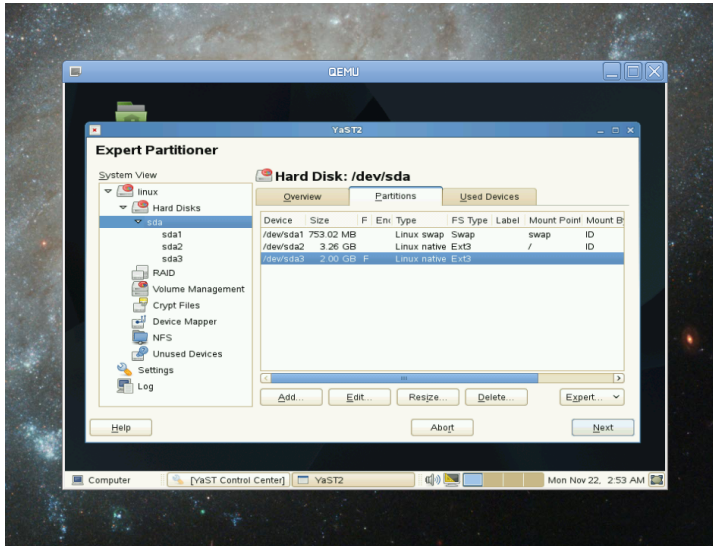 QEMU
YaST2
Expert Partitioner
System View
linux
Hard Disks
sda
sda1
sda2
sda3
RAID
Volume Management
Crypt Files
Device Mapper
NFS
Unused Devices
Settings
Log
Hard Disk: /dev/sda
Overview Partitions Used Devices
Device Size F Enc Type FS Type Label Mount Point Mount B
/dev/sda1 753.02 MB Linux swap Swap swap ID
/dev/sda2 3.26 GB Linux native Ext3 / ID
/dev/sda3 2.00 GB F Linux native Ext3
Add... Edit... Resize... Delete... Expert...
Help Abort Next
Computer [YaST Control Center] YaST2 Mon Nov 22, 2:53 AM